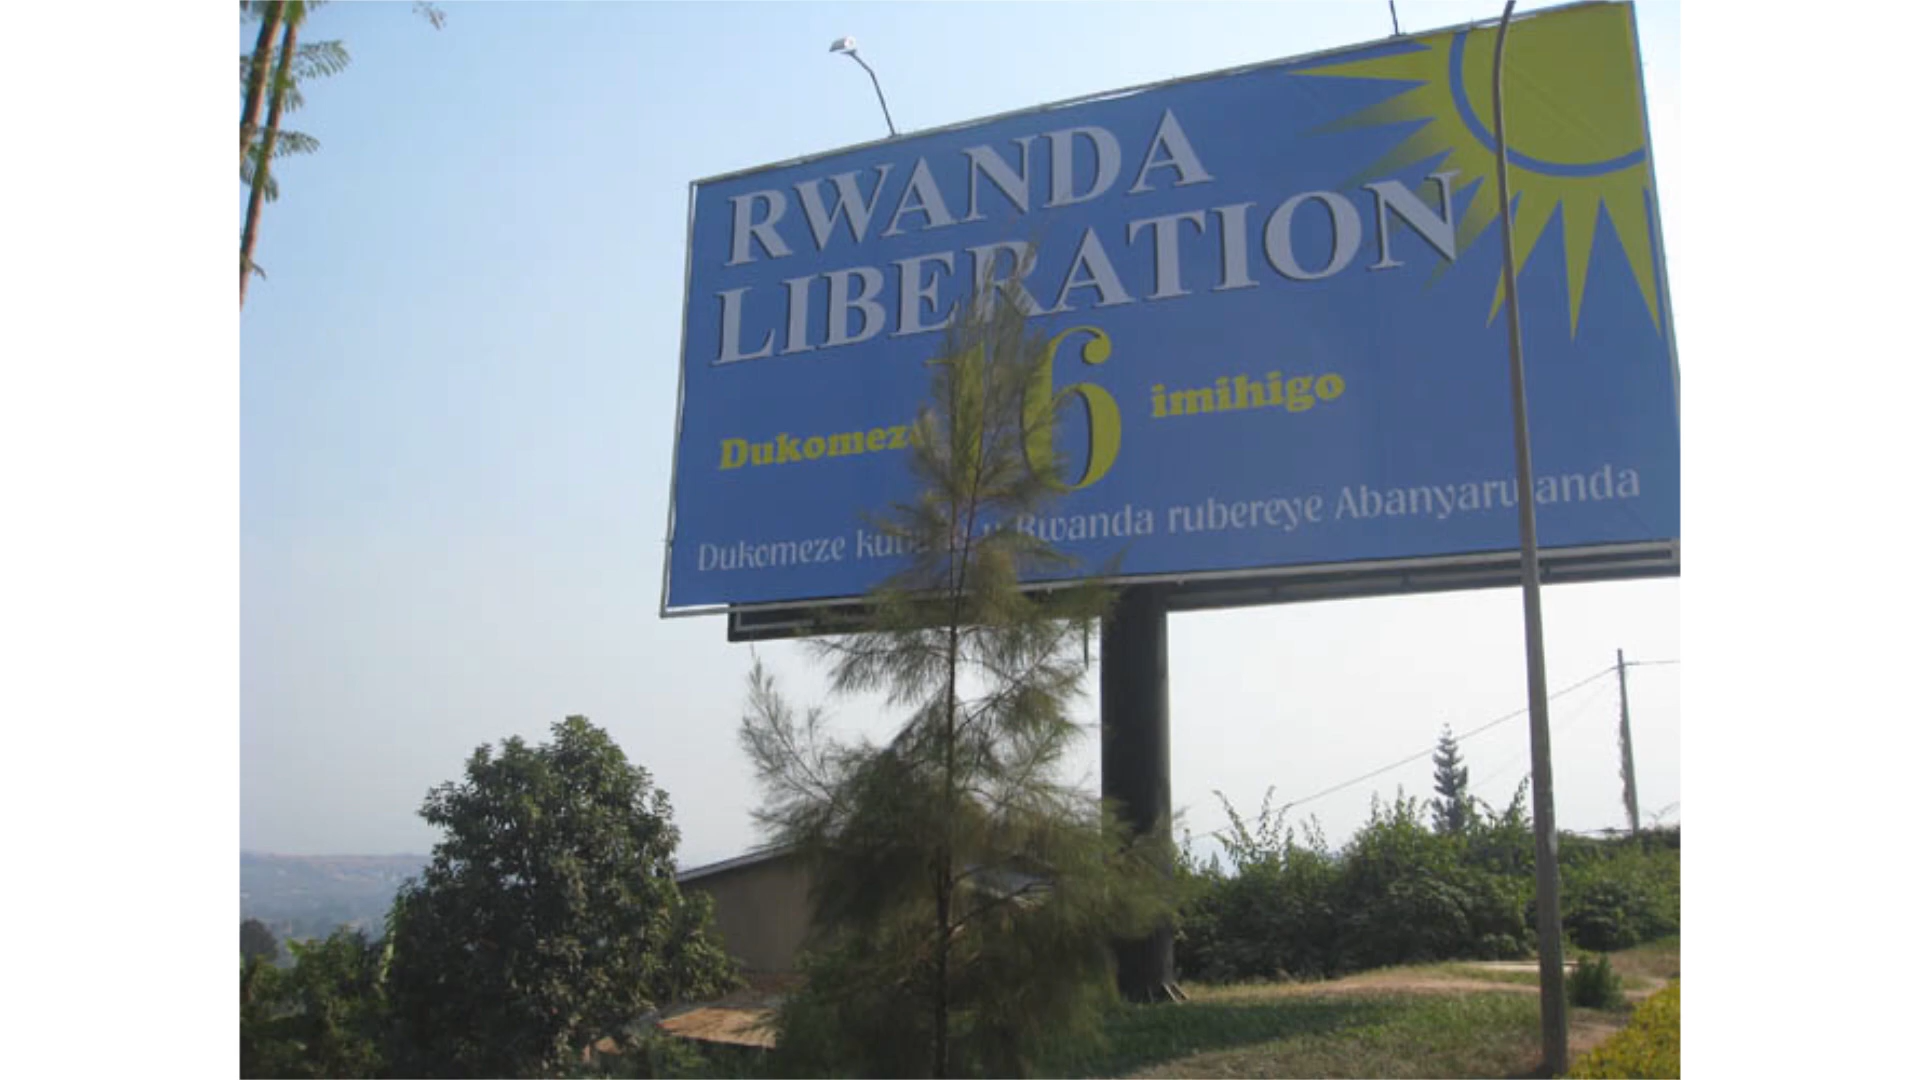 RWANDA
LIBERATION
Dukomeze 16 imihigo
Dukomeze u Rwanda rubereye Abanyarwanda